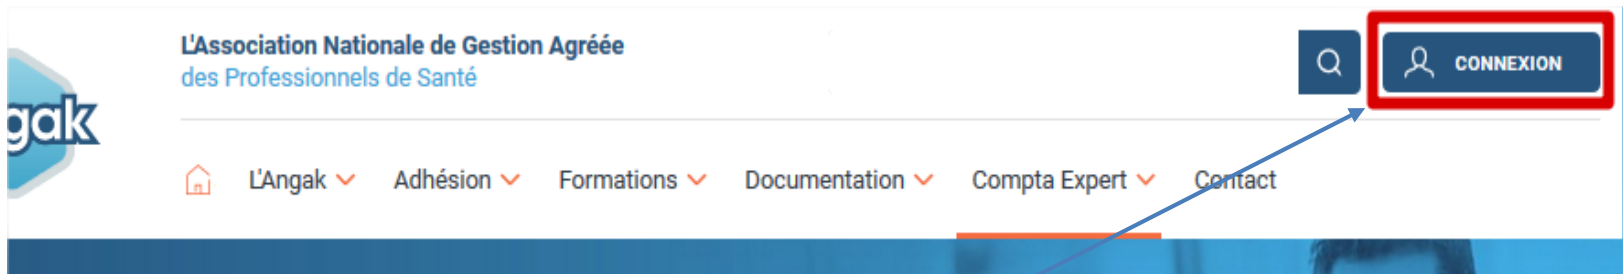 L'Association Nationale de Gestion Agréée
des Professionnels de Santé
CONNEXION
gak
L'Angak
Adhésion
Formations
Documentation
Compta Expert
Contact